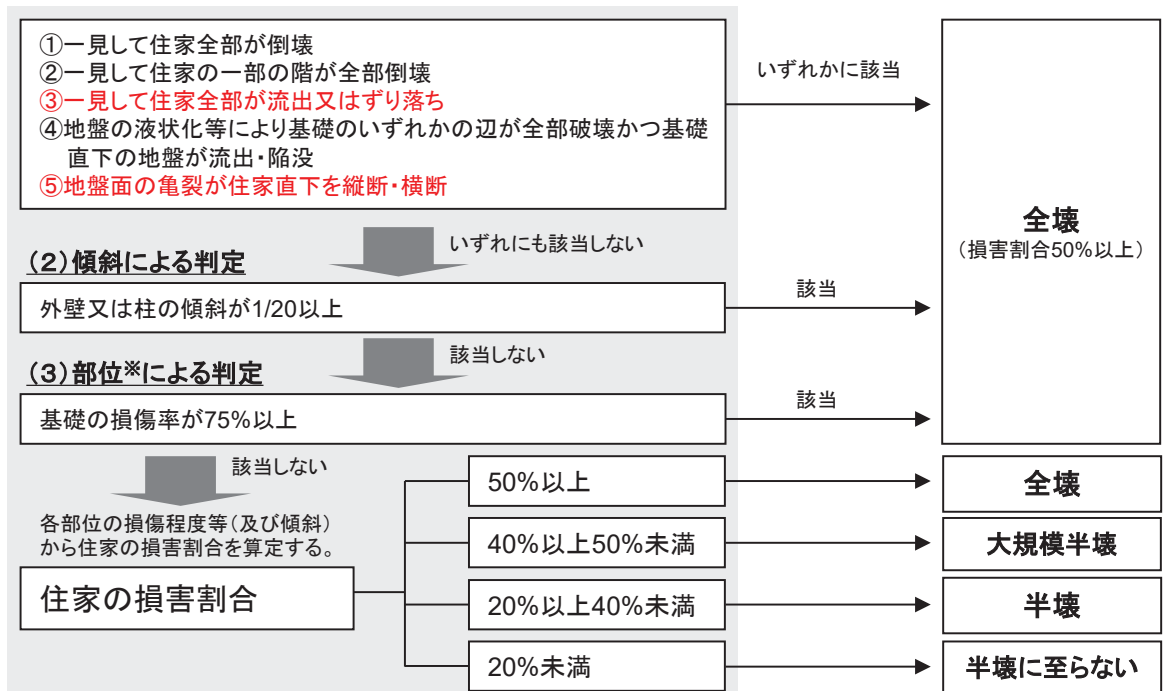 ①一見して住家全部が倒壊
②一見して住家の一部の階が全部倒壊
③一見して住家全部が流出又はずり落ち
④地盤の液状化等により基礎のいずれかの辺が全部破壊かつ基礎
直下の地盤が流出・陥没
⑤地盤面の亀裂が住家直下を縦断・横断
いずれかに該当
全壊
（損害割合50%以上）
いずれにも該当しない
（2）傾斜による判定
外壁又は柱の傾斜が1/20以上
該当
該当しない
（3）部位※による判定
基礎の損傷率が75%以上
該当
該当しない
各部位の損傷程度等（及び傾斜）
から住家の損害割合を算定する。
住家の損害割合
50%以上
全壊
40%以上50%未満
大規模半壊
20%以上40%未満
半壊
20%未満
半壊に至らない